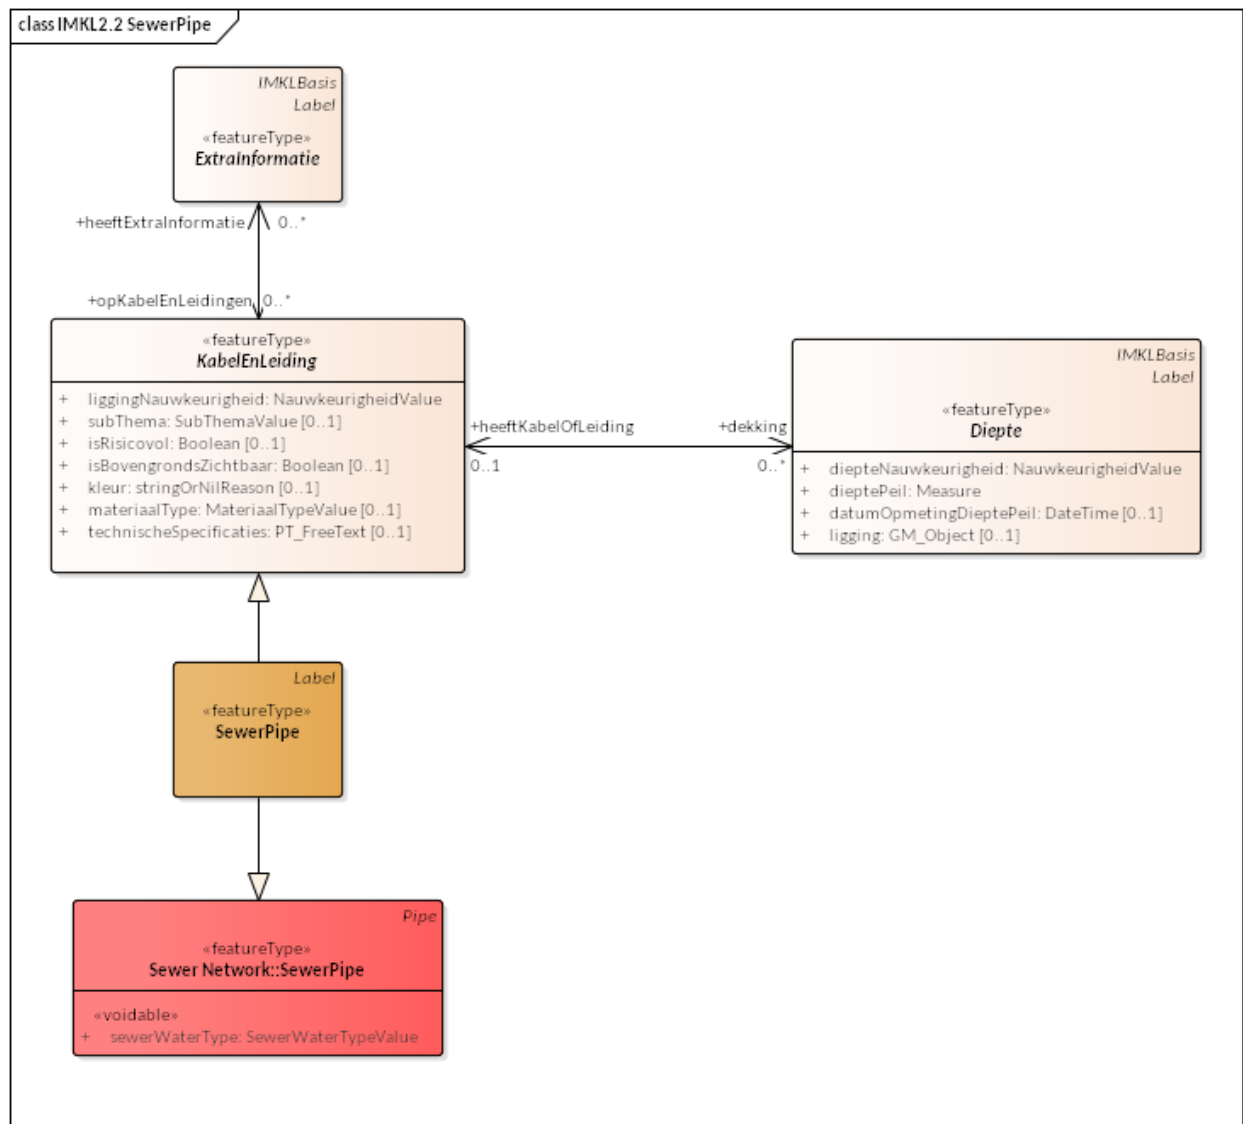 class IMKL2.2 SewerPipe
IMKLBasis
Label
«featureType»
ExtraInformatie
+heeftExtraInformatie
0..*
+opKabelEnLeidingen
0..*
«featureType»
KabelEnLeiding
+ liggingNauwkeurigheid: NauwkeurigheidValue
+ subThema: SubThemaValue [0..1]
+ isRisicovol: Boolean [0..1]
+ isBovengrondsZichtbaar: Boolean [0..1]
+ kleur: stringOrNilReason [0..1]
+ materiaalType: MateriaalTypeValue [0..1]
+ technischeSpecificaties: PT_FreeText [0..1]
+heeftKabelOfLeiding
0..1
+dekking
0..*
IMKLBasis
Label
«featureType»
Diepte
+ diepteNauwkeurigheid: NauwkeurigheidValue
+ dieptePeil: Measure
+ datumOpmetingDieptePeil: DateTime [0..1]
+ ligging: GM_Object [0..1]
Label
«featureType»
SewerPipe
Pipe
«featureType»
Sewer Network::SewerPipe
«voidable»
+ sewerWaterType: SewerWaterTypeValue